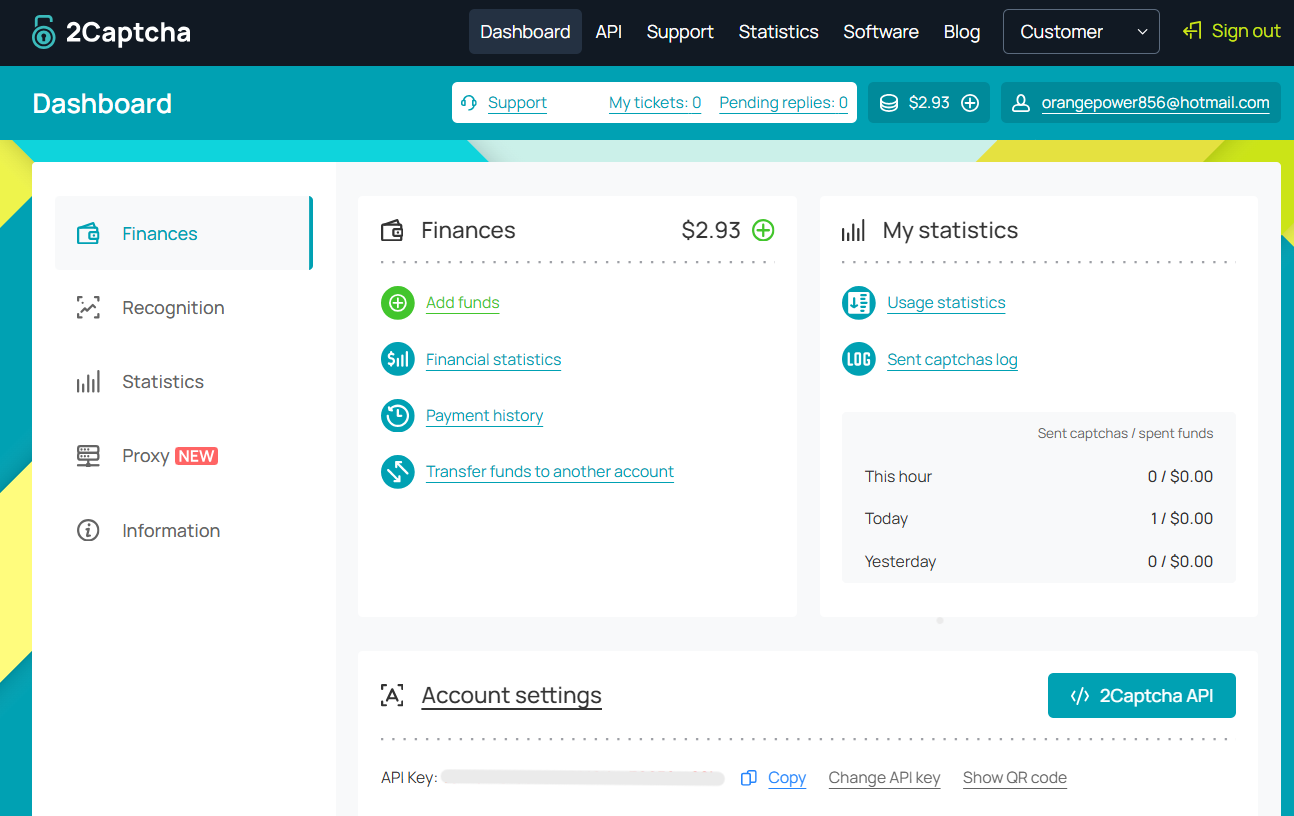 2Captcha Dashboard API Support Statistics Software Blog Customer Sign out
Dashboard Support My tickets: 0 Pending replies: 0 $2.93 orangepower856@hotmail.com
Finances
Recognition
Statistics
Proxy NEW
Information
Finances $2.93
Add funds
Financial statistics
Payment history
Transfer funds to another account
My statistics
Usage statistics
LOG Sent captchas log
Sent captchas / spent funds
This hour 0 / $0.00
Today 1 / $0.00
Yesterday 0 / $0.00
Account settings </> 2Captcha API
API Key: Copy Change API key Show QR code